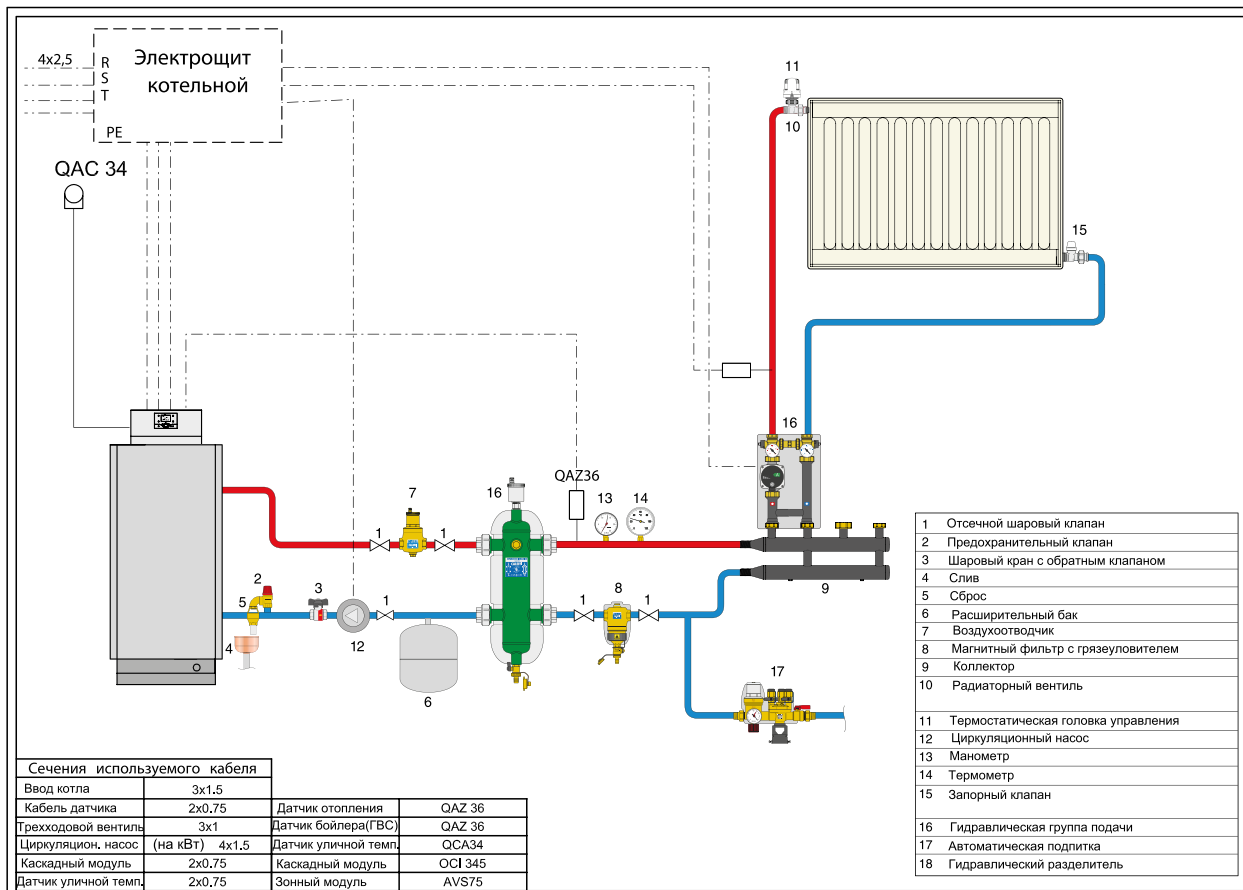 4x2,5
R
S
T
PE
Электрощит
котельной
QAC 34
11
10
15
16
QAZ36
16
7
1
1
13
14
2
5
3
1
12
4
6
1
8
1
9
17
1 Отсечной шаровый клапан
2 Предохранительный клапан
3 Шаровый кран с обратным клапаном
4 Слив
5 Сброс
6 Расширительный бак
7 Воздухоотводчик
8 Магнитный фильтр с грязеуловителем
9 Коллектор
10 Радиаторный вентиль
11 Термостатическая головка управления
12 Циркуляционный насос
13 Манометр
14 Термометр
15 Запорный клапан
16 Гидравлическая группа подачи
17 Автоматическая подпитка
18 Гидравлический разделитель
Сечения используемого кабеля
Ввод котла 3x1.5
Кабель датчика 2x0.75 Датчик отопления QAZ 36
Трехходовой вентиль 3x1 Датчик бойлера(ГВС) QAZ 36
Циркуляцион. насос (на кВт) 4x1.5 Датчик уличной темп. QCA34
Каскадный модуль 2x0.75 Каскадный модуль OCI 345
Датчик уличной темп. 2x0.75 Зонный модуль AVS75